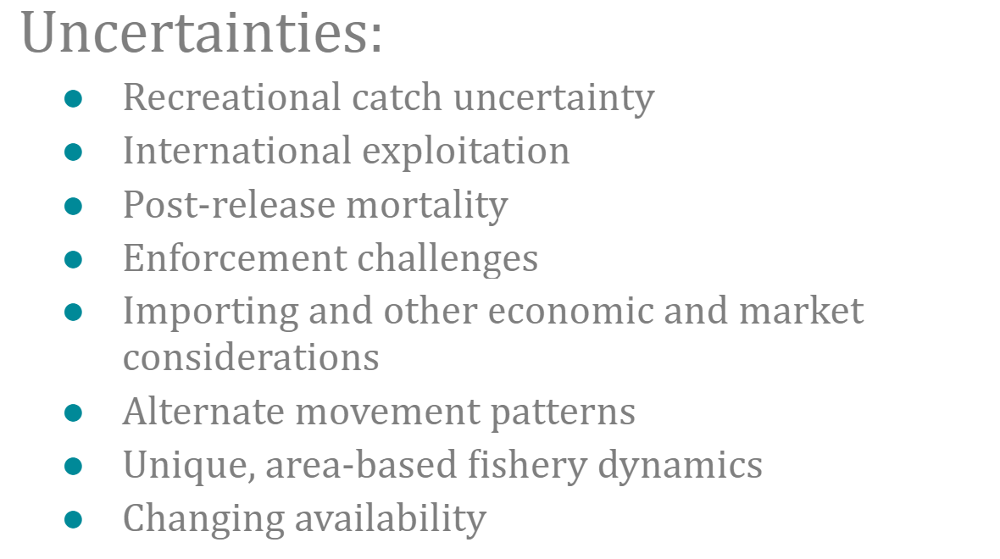 Uncertainties:
● Recreational catch uncertainty
● International exploitation
● Post-release mortality
● Enforcement challenges
● Importing and other economic and market
considerations
● Alternate movement patterns
● Unique, area-based fishery dynamics
● Changing availability